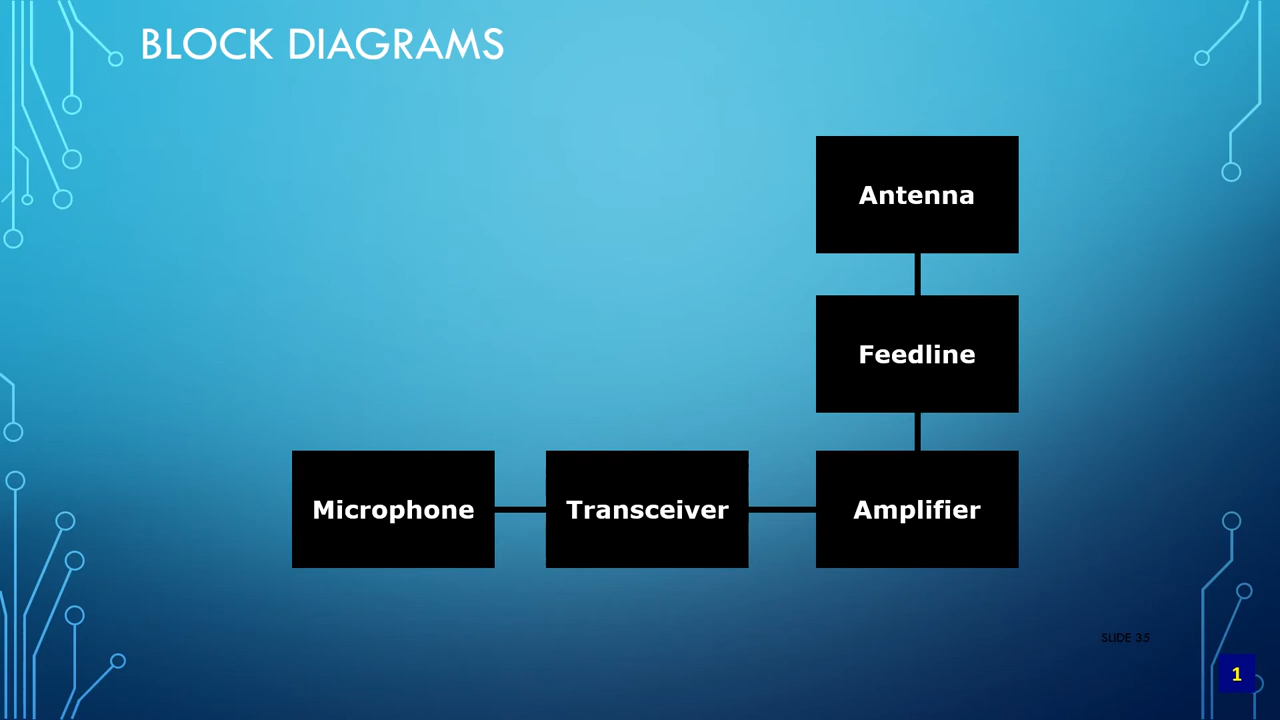 BLOCK DIAGRAMS
Antenna
Feedline
Microphone
Transceiver
Amplifier
SLIDE 35
1